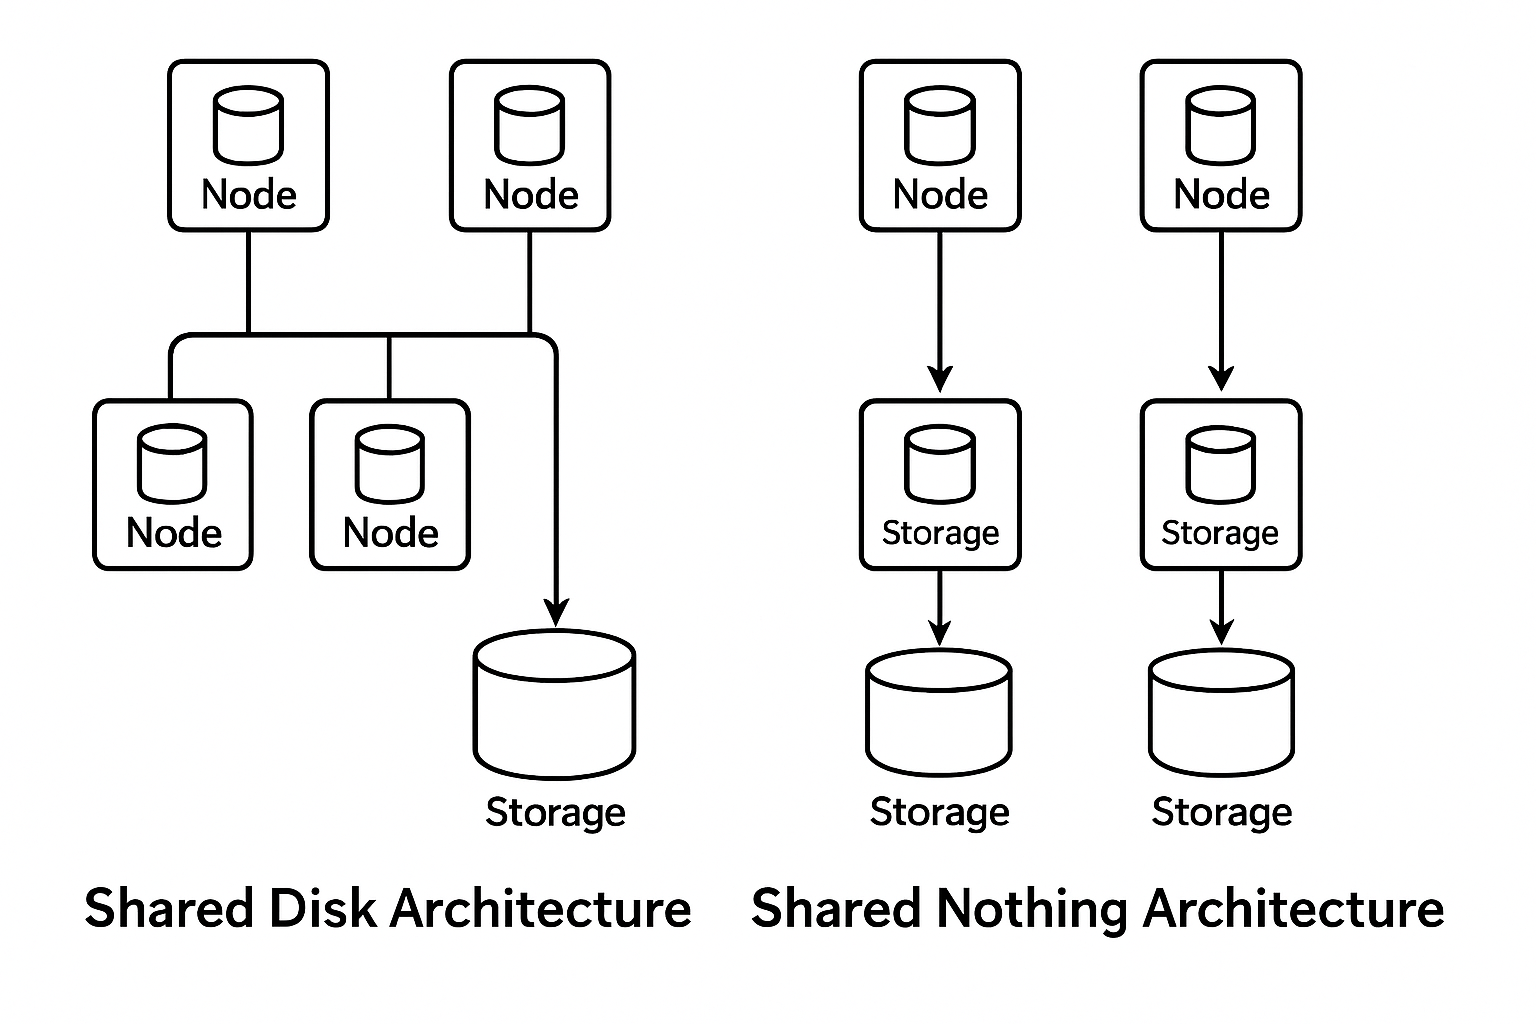 Node
Node
Node
Node
Storage
Shared Disk Architecture
Node
Node
Storage
Storage
Storage
Storage
Shared Nothing Architecture